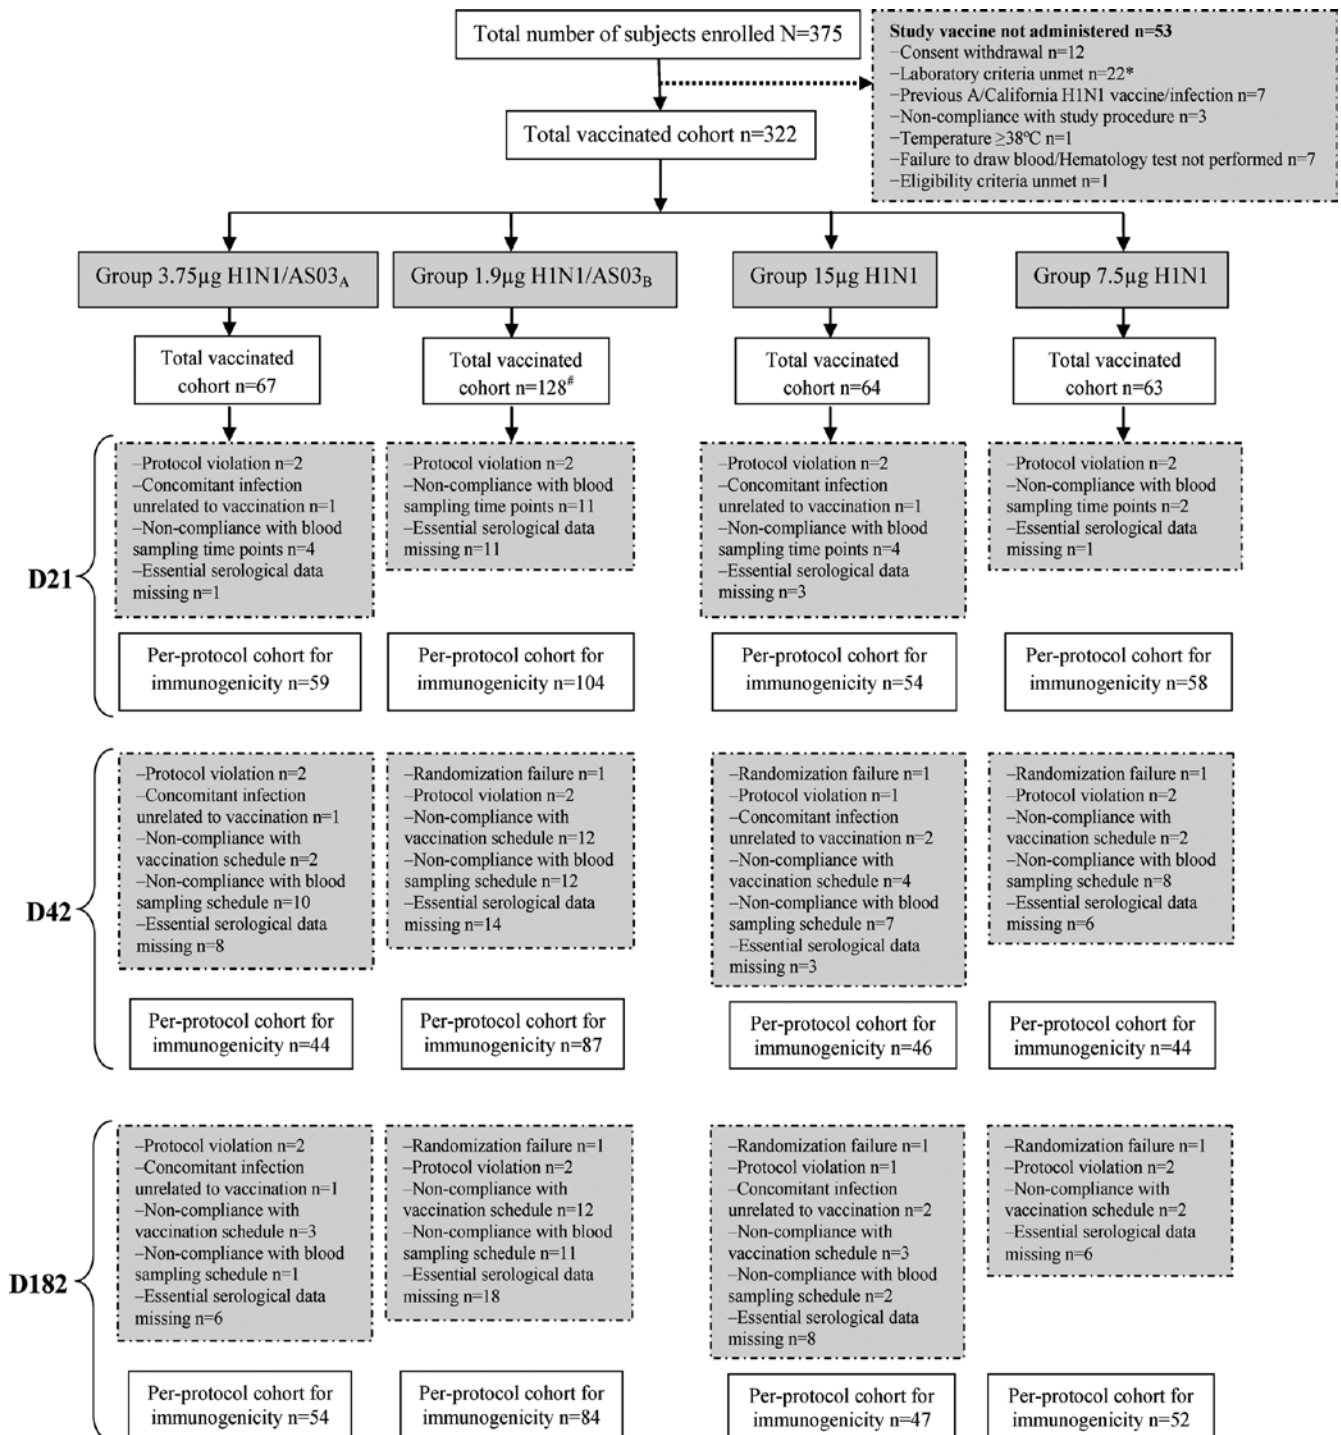 Total number of subjects enrolled N=375
Study vaccine not administered n=53
–Consent withdrawal n=12
–Laboratory criteria unmet n=22*
–Previous A/California H1N1 vaccine/infection n=7
–Non-compliance with study procedure n=3
–Temperature ≥38ºC n=1
–Failure to draw blood/Hematology test not performed n=7
–Eligibility criteria unmet n=1
Total vaccinated cohort n=322
Group 3.75µg H1N1/AS03A
Group 1.9µg H1N1/AS03B
Group 15µg H1N1
Group 7.5µg H1N1
Total vaccinated
cohort n=67
Total vaccinated
cohort n=128#
Total vaccinated
cohort n=64
Total vaccinated
cohort n=63
D21
–Protocol violation n=2
–Concomitant infection
unrelated to vaccination n=1
–Non-compliance with blood
sampling time points n=4
–Essential serological data
missing n=1
–Protocol violation n=2
–Non-compliance with blood
sampling time points n=11
–Essential serological data
missing n=11
–Protocol violation n=2
–Concomitant infection
unrelated to vaccination n=1
–Non-compliance with blood
sampling time points n=4
–Essential serological data
missing n=3
–Protocol violation n=2
–Non-compliance with blood
sampling time points n=2
–Essential serological data
missing n=1
Per-protocol cohort for
immunogenicity n=59
Per-protocol cohort for
immunogenicity n=104
Per-protocol cohort for
immunogenicity n=54
Per-protocol cohort for
immunogenicity n=58
D42
–Protocol violation n=2
–Concomitant infection
unrelated to vaccination n=1
–Non-compliance with
vaccination schedule n=2
–Non-compliance with blood
sampling schedule n=10
–Essential serological data
missing n=8
–Randomization failure n=1
–Protocol violation n=2
–Non-compliance with
vaccination schedule n=12
–Non-compliance with blood
sampling schedule n=12
–Essential serological data
missing n=14
–Randomization failure n=1
–Protocol violation n=1
–Concomitant infection
unrelated to vaccination n=2
–Non-compliance with
vaccination schedule n=4
–Non-compliance with blood
sampling schedule n=7
–Essential serological data
missing n=3
–Randomization failure n=1
–Protocol violation n=2
–Non-compliance with
vaccination schedule n=2
–Non-compliance with blood
sampling schedule n=8
–Essential serological data
missing n=6
Per-protocol cohort for
immunogenicity n=44
Per-protocol cohort for
immunogenicity n=87
Per-protocol cohort for
immunogenicity n=46
Per-protocol cohort for
immunogenicity n=44
D182
–Protocol violation n=2
–Concomitant infection
unrelated to vaccination n=1
–Non-compliance with
vaccination schedule n=3
–Non-compliance with blood
sampling schedule n=1
–Essential serological data
missing n=6
–Randomization failure n=1
–Protocol violation n=2
–Non-compliance with
vaccination schedule n=12
–Non-compliance with blood
sampling schedule n=11
–Essential serological data
missing n=18
–Randomization failure n=1
–Protocol violation n=1
–Concomitant infection
unrelated to vaccination n=2
–Non-compliance with
vaccination schedule n=3
–Non-compliance with blood
sampling schedule n=2
–Essential serological data
missing n=8
–Randomization failure n=1
–Protocol violation n=2
–Non-compliance with
vaccination schedule n=2
–Essential serological data
missing n=6
Per-protocol cohort for
immunogenicity n=54
Per-protocol cohort for
immunogenicity n=84
Per-protocol cohort for
immunogenicity n=47
Per-protocol cohort for
immunogenicity n=52